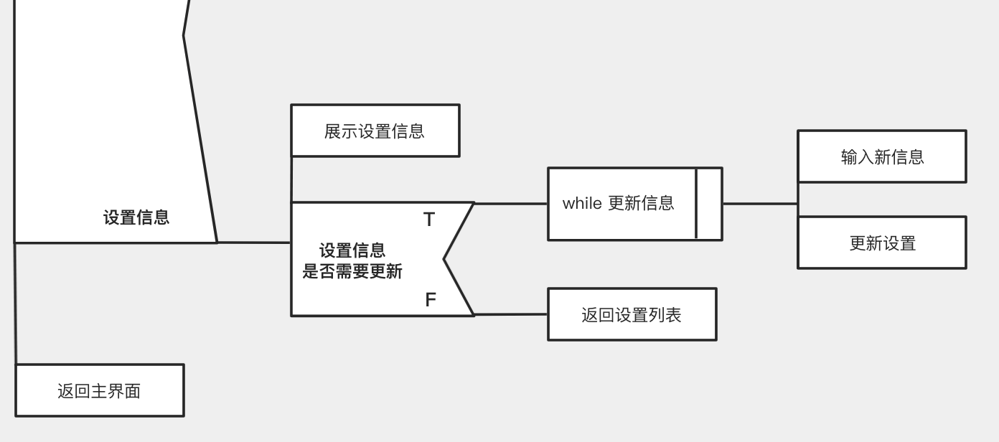 展示设置信息
输入新信息
T
while 更新信息
设置信息
更新设置
设置信息
是否需要更新
F
返回设置列表
返回主界面